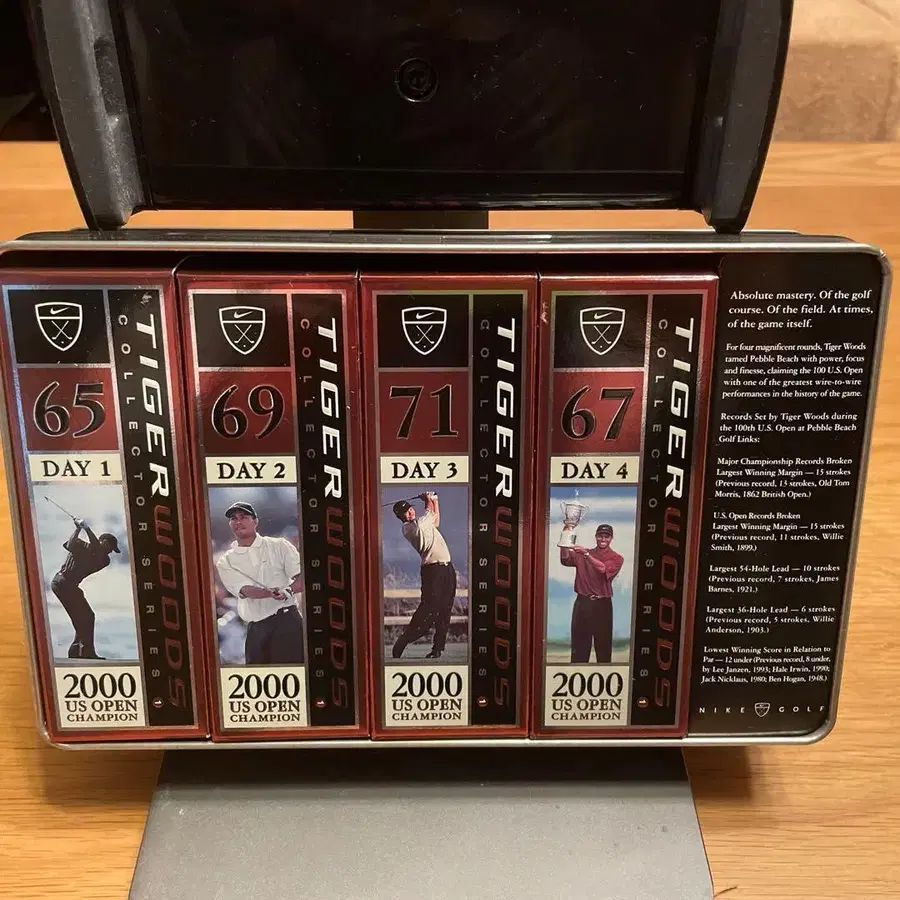 65
DAY 1
TIGERWOODS
COLLECTOR SERIES 1
2000
US OPEN
CHAMPION
69
DAY 2
TIGERWOODS
COLLECTOR SERIES 1
2000
US OPEN
CHAMPION
71
DAY 3
TIGERWOODS
COLLECTOR SERIES 1
2000
US OPEN
CHAMPION
67
DAY 4
TIGERWOODS
COLLECTOR SERIES 1
2000
US OPEN
CHAMPION
Absolute mastery. Of the golf
course. Of the field. At times,
of the game itself.
For four magnificent rounds, Tiger Woods
tamed Pebble Beach with power, focus
and finesse, claiming the 100 U.S. Open
with one of the greatest wire-to-wire
performances in the history of the game.
Records Set by Tiger Woods during
the 100th U.S. Open at Pebble Beach
Golf Links:
Major Championship Records Broken
Largest Winning Margin — 15 strokes
(Previous record, 13 strokes, Old Tom
Morris, 1862 British Open.)
U.S. Open Records Broken
Largest Winning Margin — 15 strokes
(Previous record, 11 strokes, Willie
Smith, 1899.)
Largest 54-Hole Lead — 10 strokes
(Previous record, 7 strokes, James
Barnes, 1921.)
Largest 36-Hole Lead — 6 strokes
(Previous record, 5 strokes, Willie
Anderson, 1903.)
Lowest Winning Score in Relation to
Par — 12 under (Previous record, 8 under,
by Lee Janzen, 1993; Hale Irwin, 1990;
Jack Nicklaus, 1980; Ben Hogan, 1948.)
NIKE GOLF